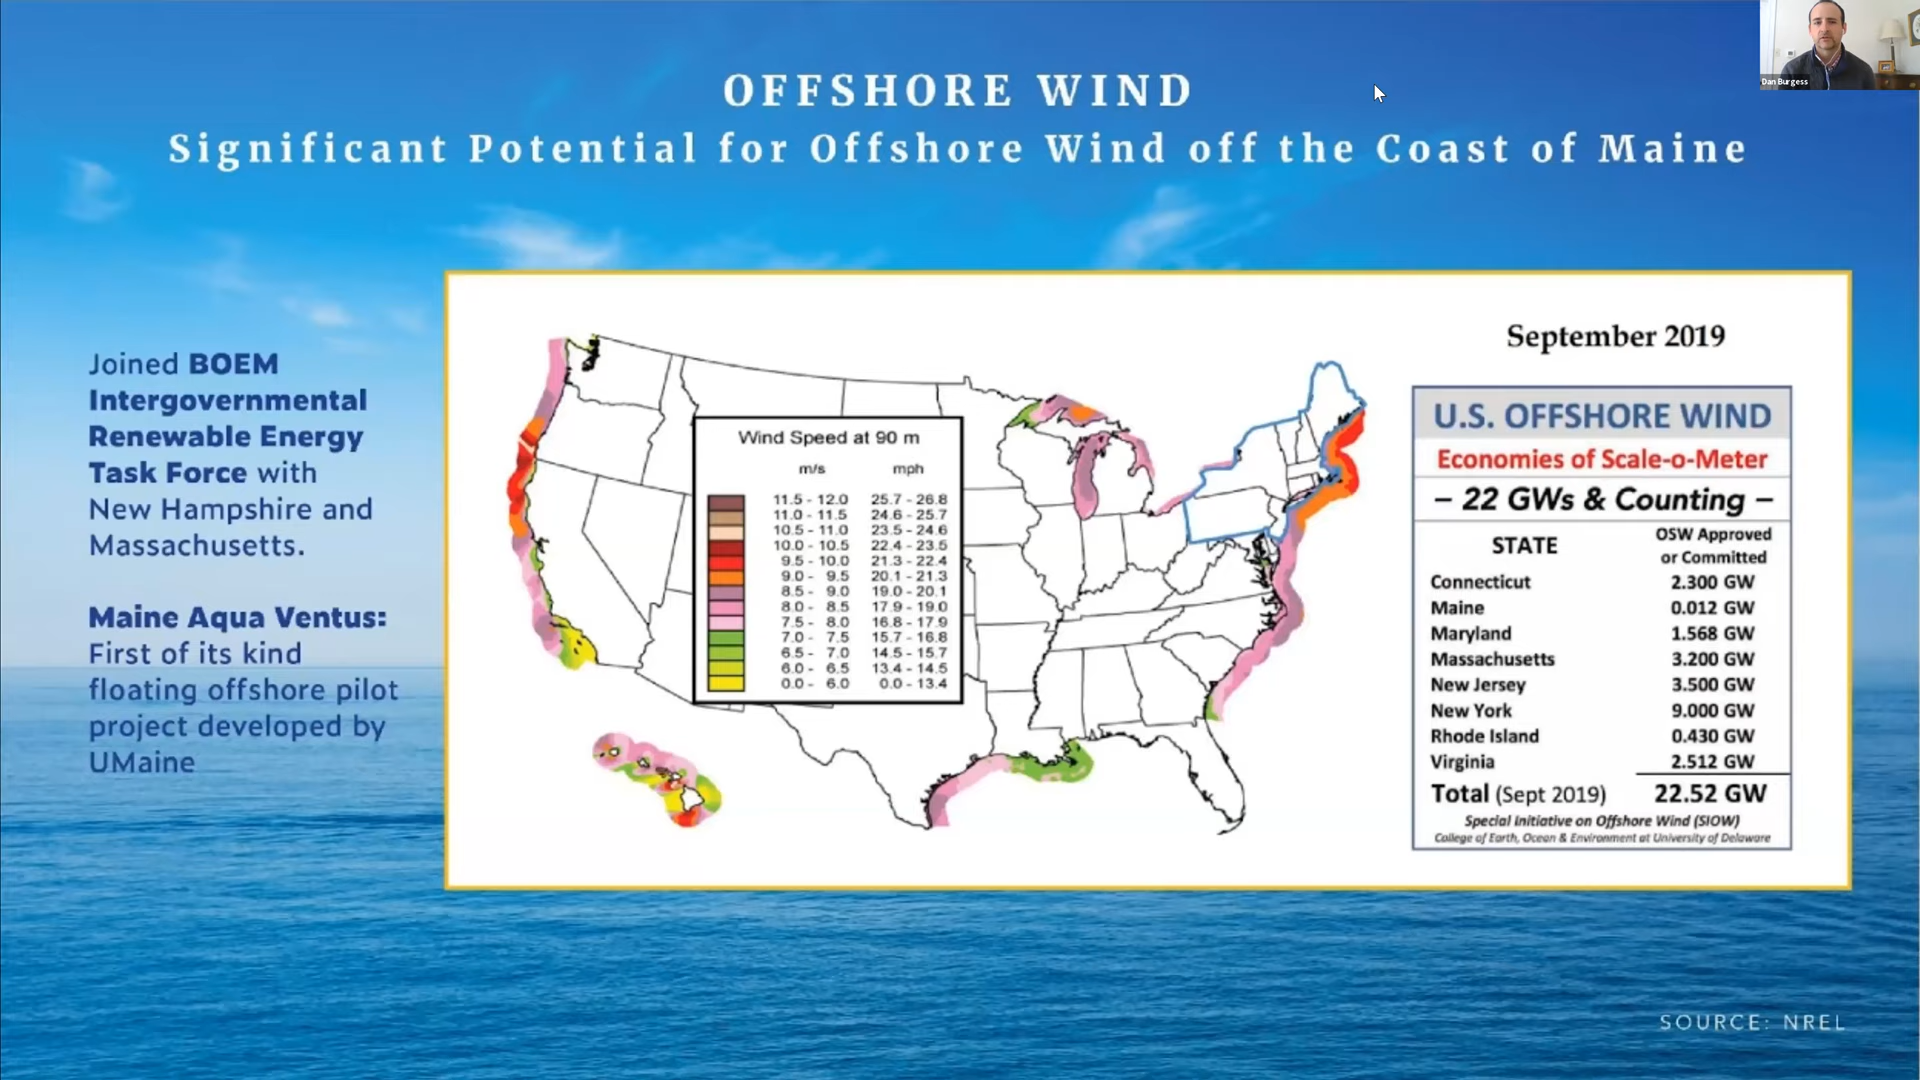 Dan Burgess
OFFSHORE WIND
Significant Potential for Offshore Wind off the Coast of Maine
Joined BOEM
Intergovernmental
Renewable Energy
Task Force with
New Hampshire and
Massachusetts.
Maine Aqua Ventus:
First of its kind
floating offshore pilot
project developed by
UMaine
Wind Speed at 90 m
m/s mph
11.5 - 12.0 25.7 - 26.8
11.0 - 11.5 24.6 - 25.7
10.5 - 11.0 23.5 - 24.6
10.0 - 10.5 22.4 - 23.5
9.5 - 10.0 21.3 - 22.4
9.0 - 9.5 20.1 - 21.3
8.5 - 9.0 19.0 - 20.1
8.0 - 8.5 17.9 - 19.0
7.5 - 8.0 16.8 - 17.9
7.0 - 7.5 15.7 - 16.8
6.5 - 7.0 14.5 - 15.7
6.0 - 6.5 13.4 - 14.5
0.0 - 6.0 0.0 - 13.4
September 2019
U.S. OFFSHORE WIND
Economies of Scale-o-Meter
– 22 GWs & Counting –
STATE OSW Approved
or Committed
Connecticut 2.300 GW
Maine 0.012 GW
Maryland 1.568 GW
Massachusetts 3.200 GW
New Jersey 3.500 GW
New York 9.000 GW
Rhode Island 0.430 GW
Virginia 2.512 GW
Total (Sept 2019) 22.52 GW
Special Initiative on Offshore Wind (SIOW)
College of Earth, Ocean & Environment at University of Delaware
SOURCE: NREL